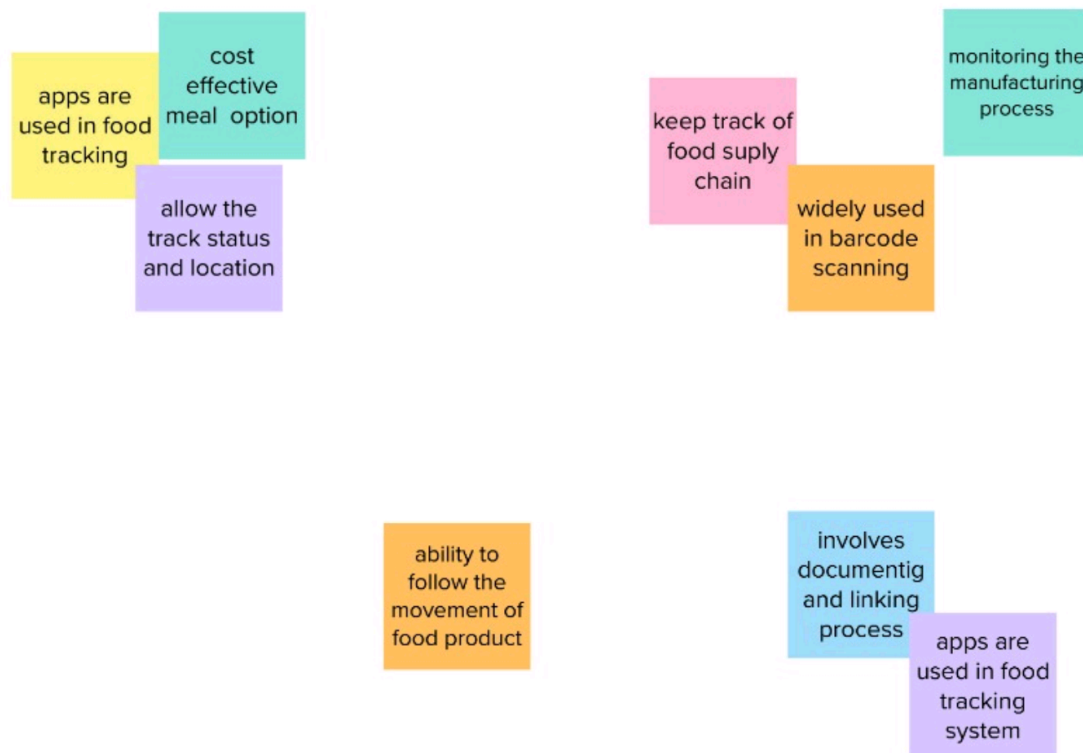 apps are
used in food
tracking
cost
effective
meal option
allow the
track status
and location
keep track of
food suply
chain
widely used
in barcode
scanning
monitoring the
manufacturing
process
ability to
follow the
movement of
food product
involves
documentig
and linking
process
apps are
used in food
tracking
system